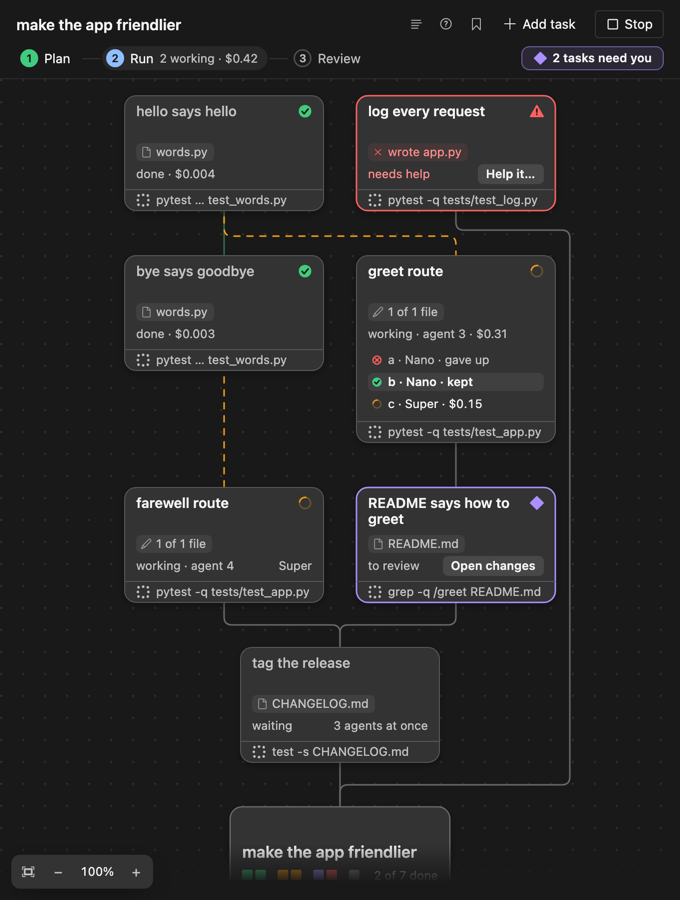 make the app friendlier
Add task
Stop
1 Plan
2 Run 2 working · $0.42
3 Review
2 tasks need you
hello says hello
words.py
done · $0.004
pytest ... test_words.py
log every request
× wrote app.py
needs help
Help it...
pytest -q tests/test_log.py
bye says goodbye
words.py
done · $0.003
pytest ... test_words.py
greet route
1 of 1 file
working · agent 3 · $0.31
a · Nano · gave up
b · Nano · kept
c · Super · $0.15
pytest -q tests/test_app.py
farewell route
1 of 1 file
working · agent 4 Super
pytest -q tests/test_app.py
README says how to
greet
README.md
to review
Open changes
grep -q /greet README.md
tag the release
CHANGELOG.md
waiting 3 agents at once
test -s CHANGELOG.md
make the app friendlier
2 of 7 done
− 100% +